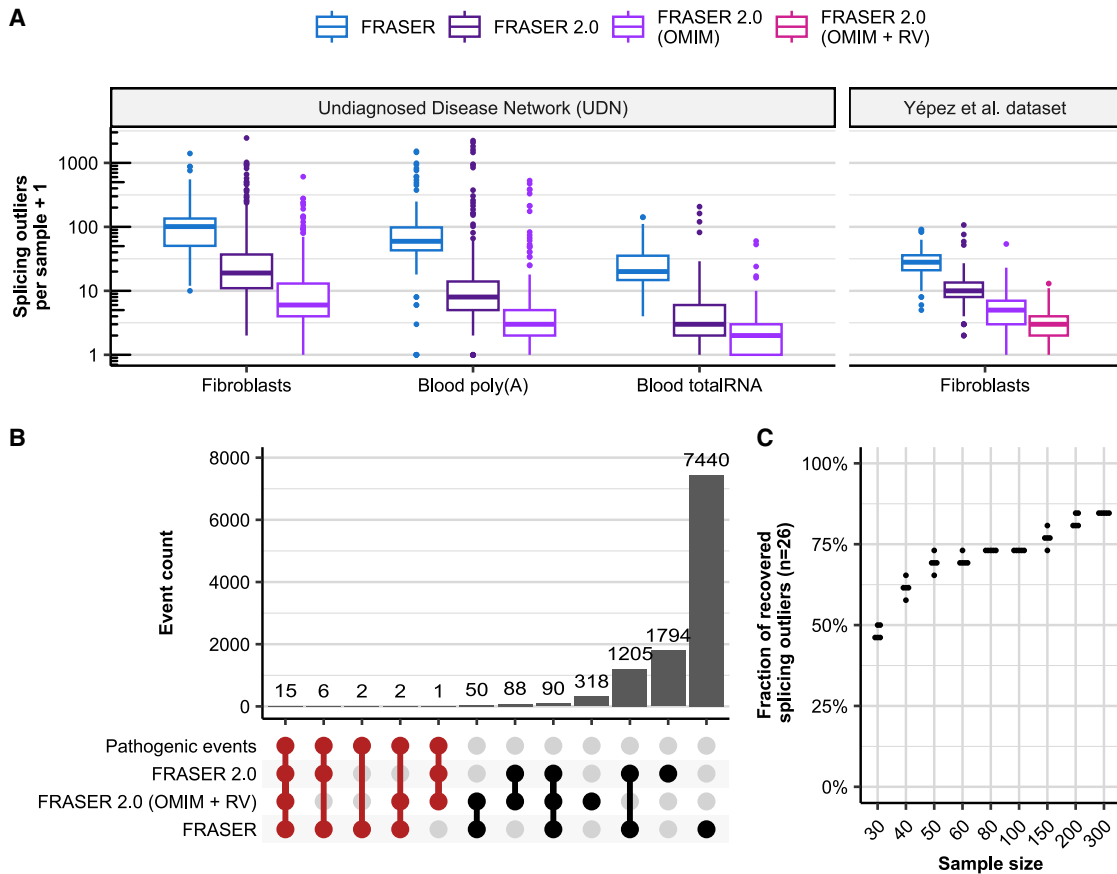 A
FRASER
FRASER 2.0
FRASER 2.0
(OMIM)
FRASER 2.0
(OMIM + RV)
Undiagnosed Disease Network (UDN)
Yépez et al. dataset
Splicing outliers
per sample + 1
1000
100
10
1
Fibroblasts
Blood poly(A)
Blood totalRNA
Fibroblasts
B
Event count
8000
6000
4000
2000
0
15
6
2
2
1
50
88
90
318
1205
1794
7440
Pathogenic events
FRASER 2.0
FRASER 2.0 (OMIM + RV)
FRASER
C
Fraction of recovered
splicing outliers (n=26)
100%
75%
50%
25%
0%
30
40
50
60
80
100
150
200
300
Sample size